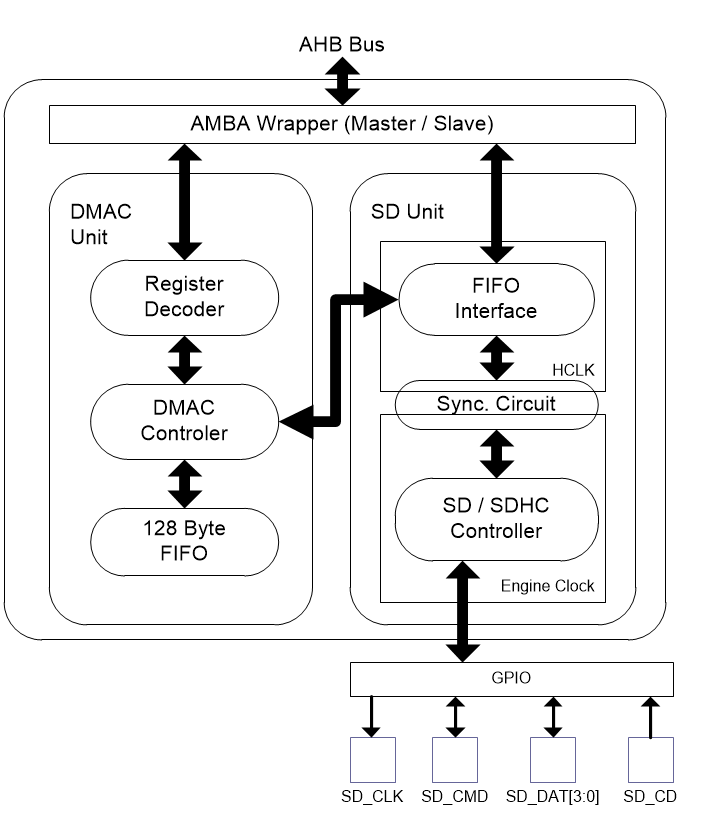 AHB Bus
AMBA Wrapper (Master / Slave)
DMAC
Unit
Register
Decoder
DMAC
Controler
128 Byte
FIFO
SD Unit
FIFO
Interface
HCLK
Sync. Circuit
SD / SDHC
Controller
Engine Clock
GPIO
SD_CLK
SD_CMD
SD_DAT[3:0]
SD_CD